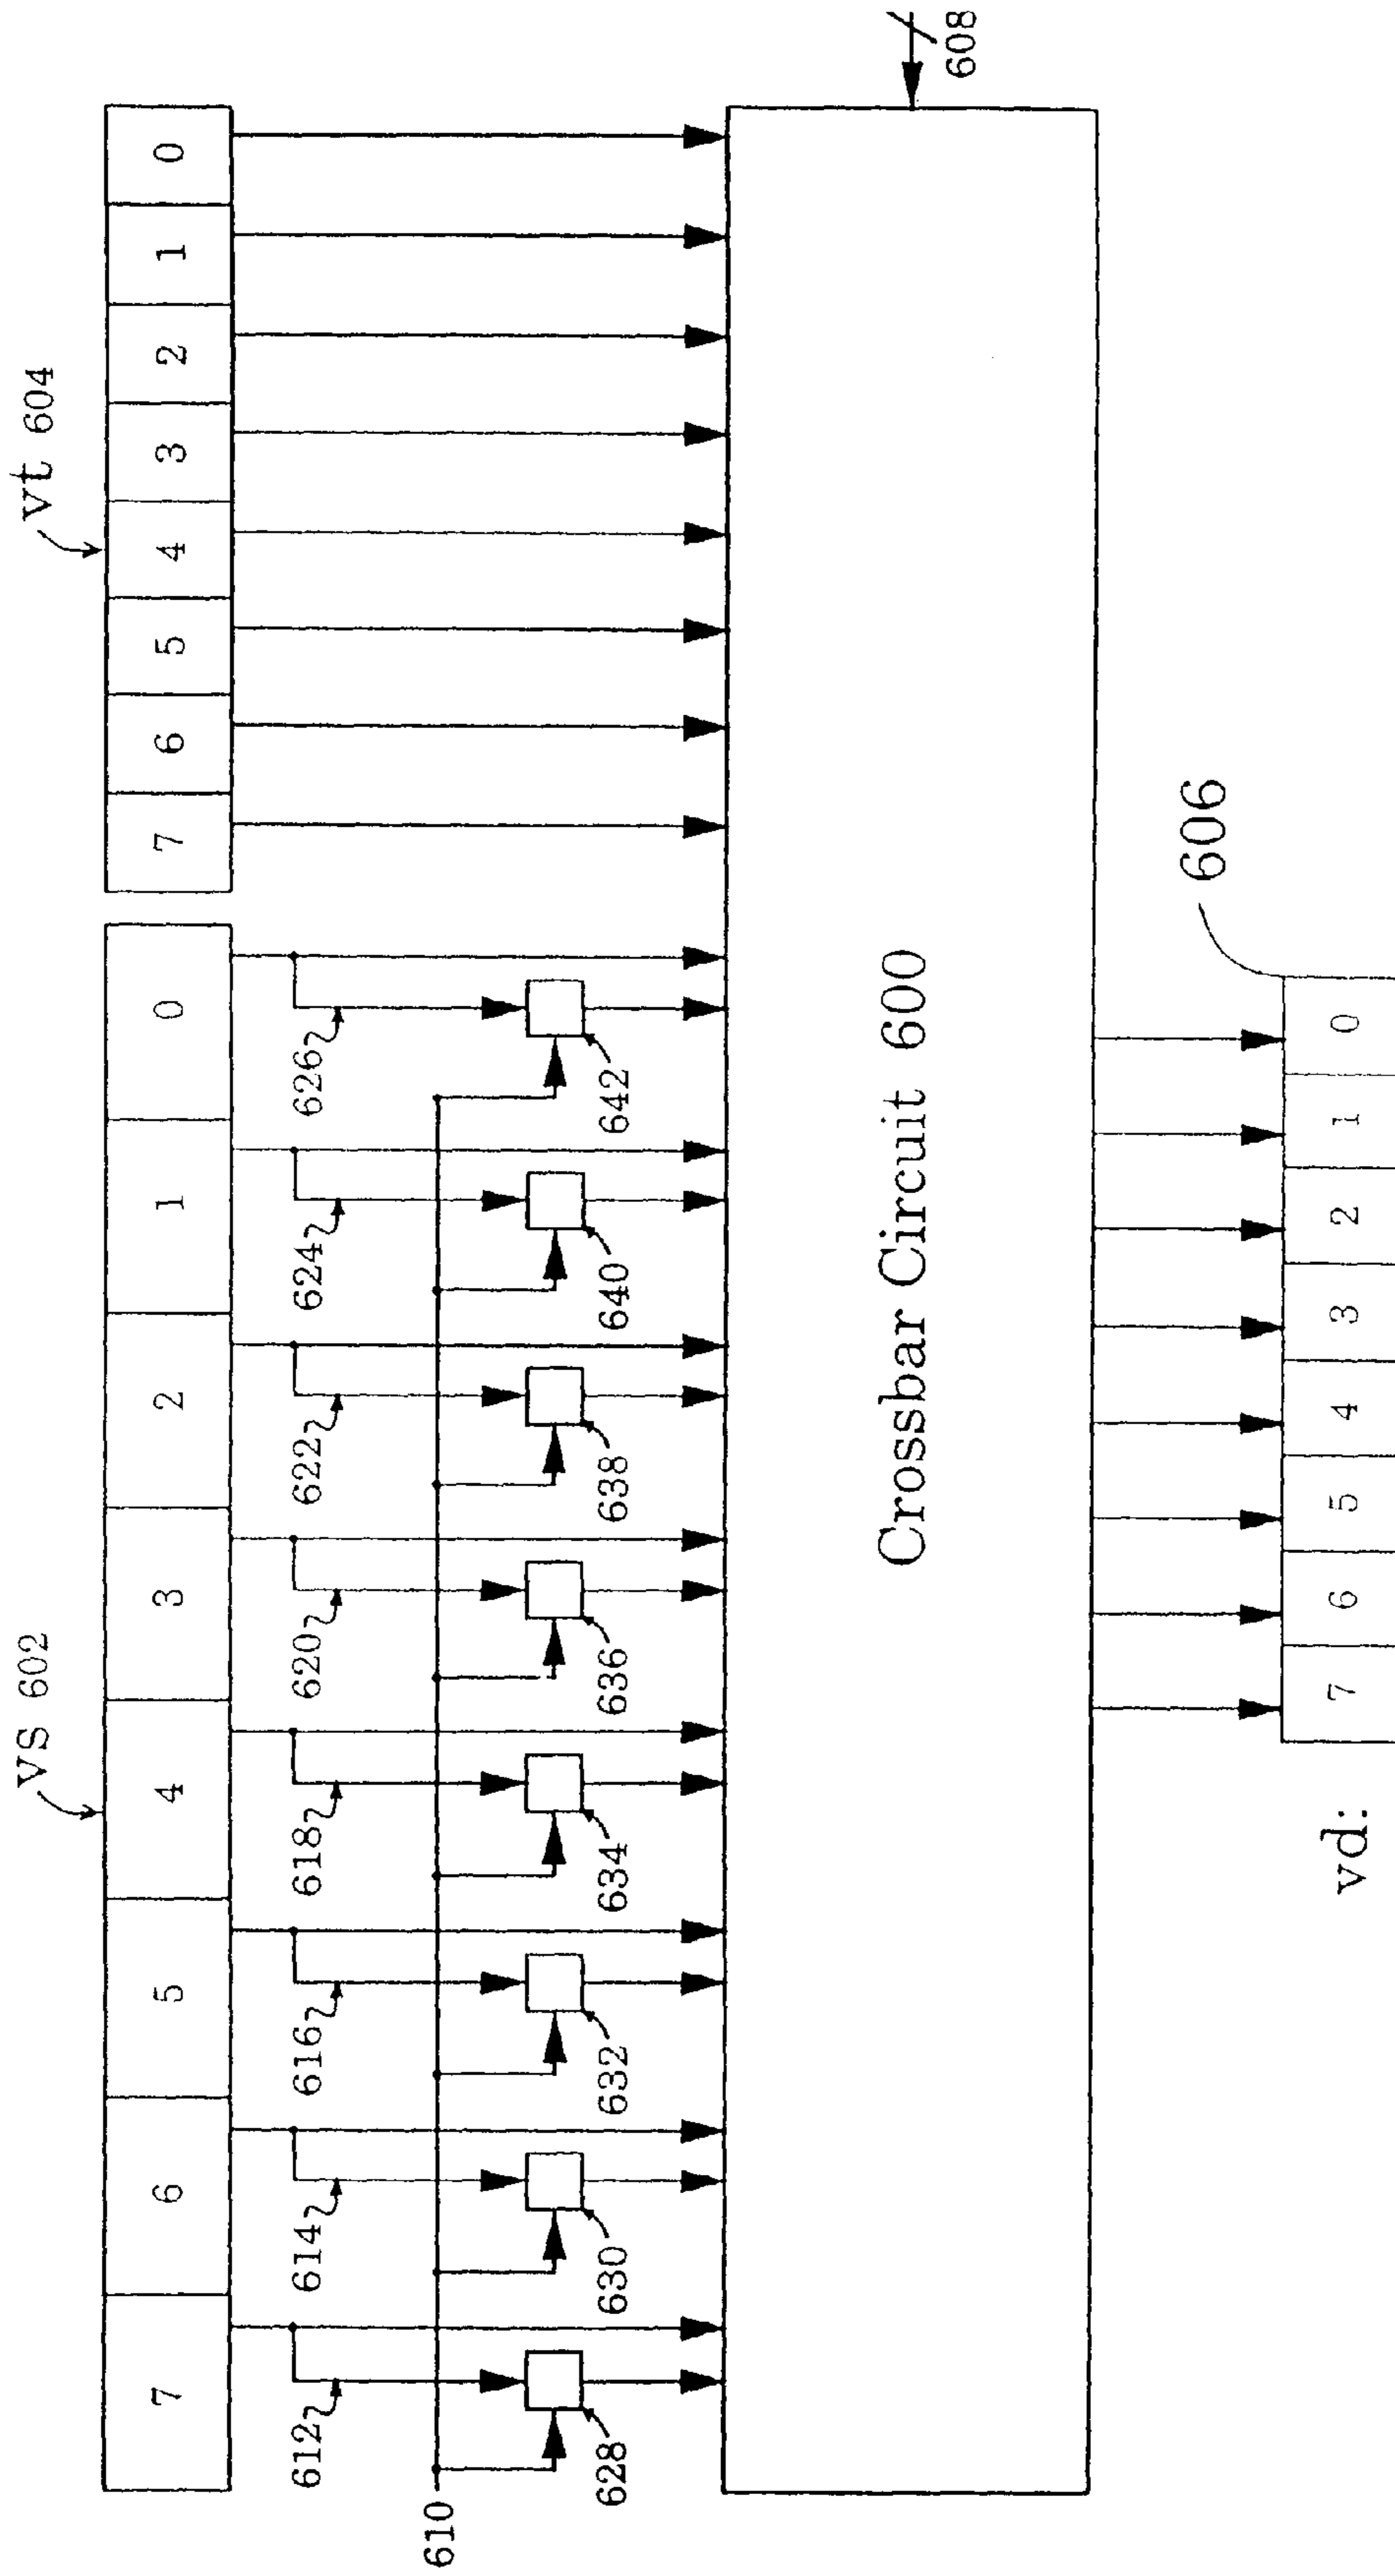 vs 602
vt 604
7 6 5 4 3 2 1 0
7 6 5 4 3 2 1 0
612 614 616 618 620 622 624 626
610
628 630 632 634 636 638 640 642
Crossbar Circuit 600
608
606
vd: 7 6 5 4 3 2 1 0